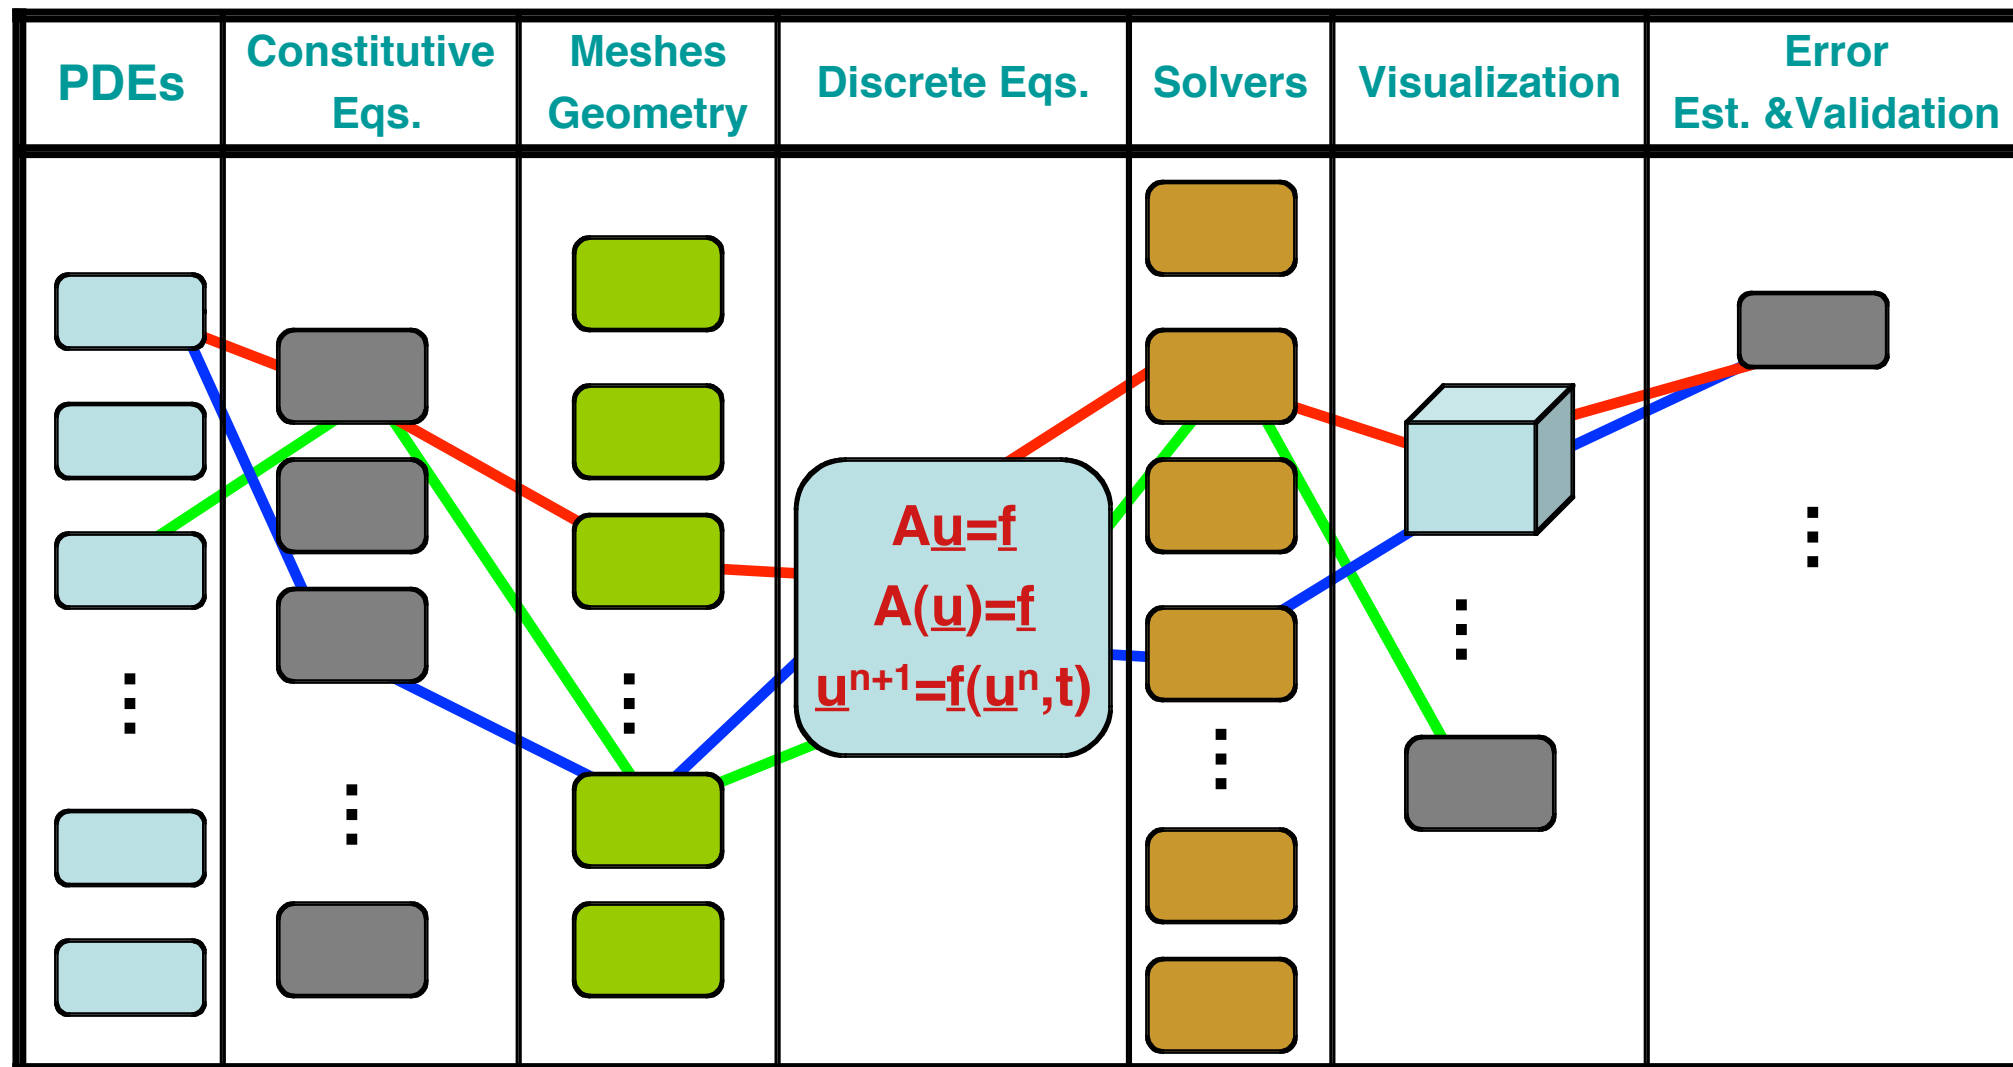 PDEs
Constitutive
Eqs.
Meshes
Geometry
Discrete Eqs.
Solvers
Visualization
Error
Est. &Validation
Au=f
A(u)=f
uⁿ⁺¹=f(uⁿ,t)